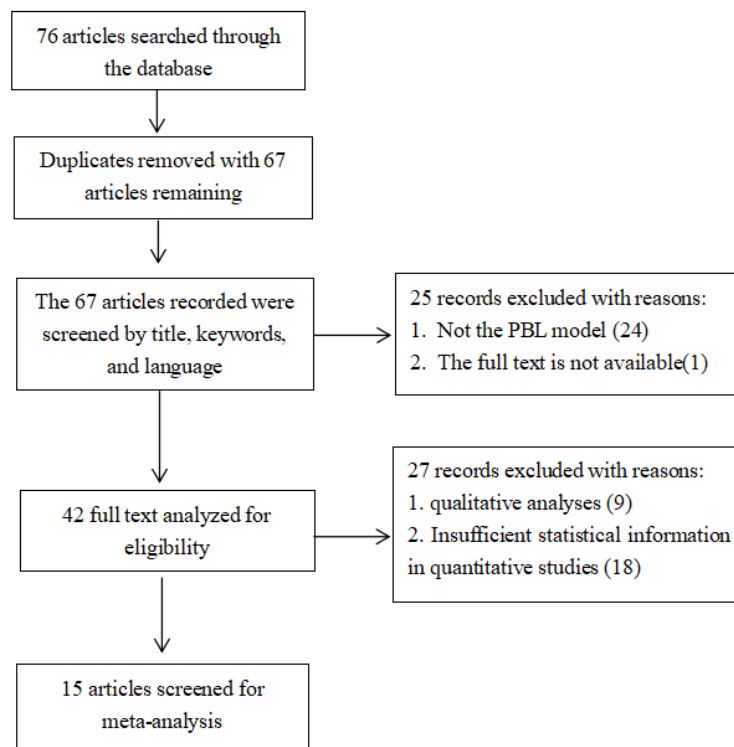 76 articles searched through
the database
Duplicates removed with 67
articles remaining
The 67 articles recorded were
screened by title, keywords,
and language
25 records excluded with reasons:
1. Not the PBL model (24)
2. The full text is not available(1)
42 full text analyzed for
eligibility
27 records excluded with reasons:
1. qualitative analyses (9)
2. Insufficient statistical information
in quantitative studies (18)
15 articles screened for
meta-analysis